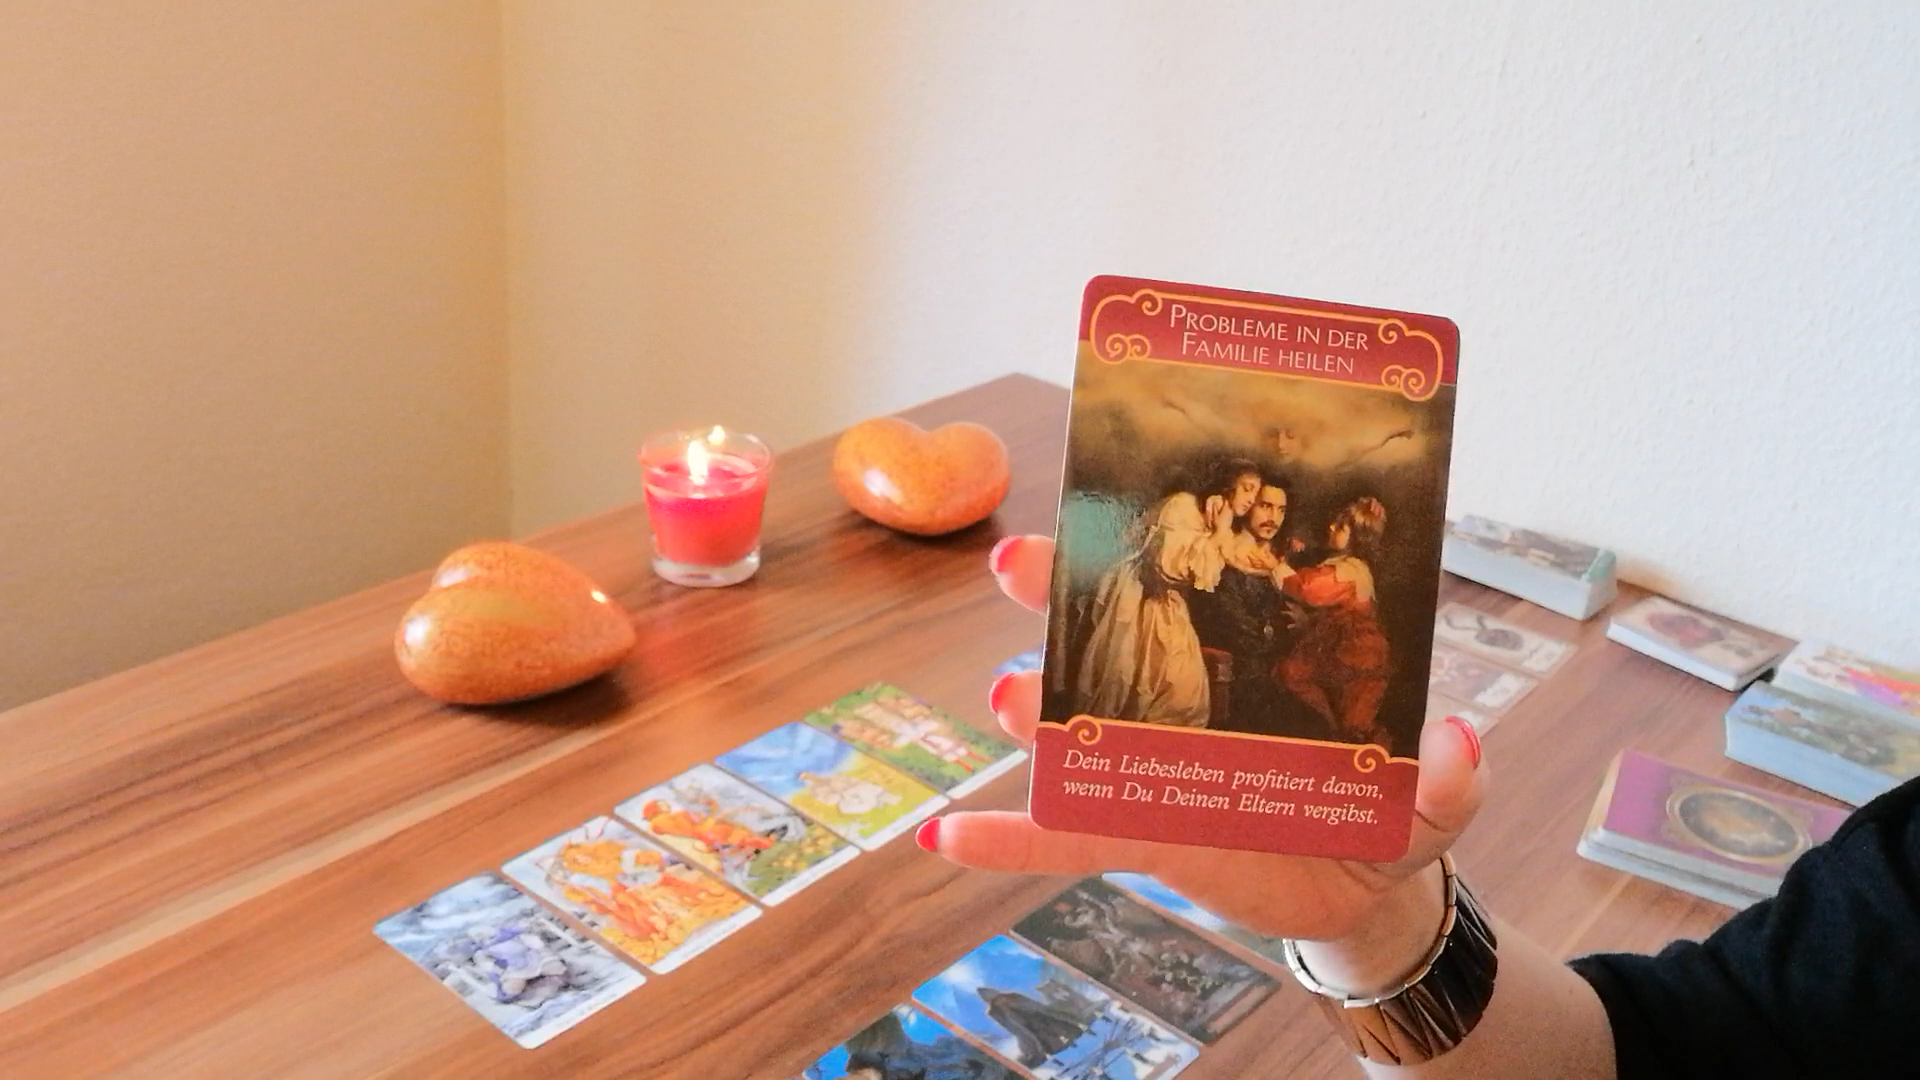 PROBLEME IN DER
FAMILIE HEILEN
Dein Liebesleben profitiert davon,
wenn Du Deinen Eltern vergibst.